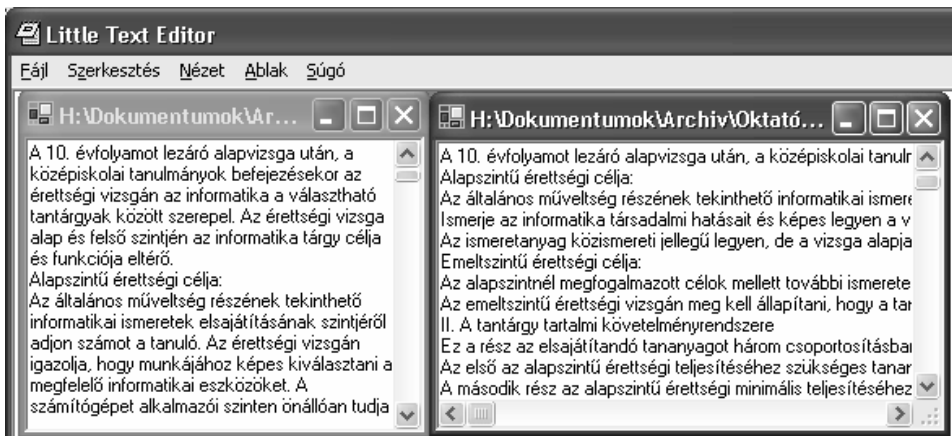 Little Text Editor
Fájl Szerkesztés Nézet Ablak Súgó
H:\Dokumentumok\Ar...
A 10. évfolyamot lezáró alapvizsga után, a
középiskolai tanulmányok befejezésekor az
érettségi vizsgán az informatika a választható
tantárgyak között szerepel. Az érettségi vizsga
alap és felső szintjén az informatika tárgy célja
és funkciója eltérő.
Alapszintű érettségi célja:
Az általános műveltség részének tekinthető
informatikai ismeretek elsajátításának szintjéről
adjon számot a tanuló. Az érettségi vizsgán
igazolja, hogy munkájához képes kiválasztani a
megfelelő informatikai eszközöket. A
számítógépet alkalmazói szinten önállóan tudja
H:\Dokumentumok\Archiv\Oktató...
A 10. évfolyamot lezáró alapvizsga után, a középiskolai tanulr
Alapszintű érettségi célja:
Az általános műveltség részének tekinthető informatikai ismere
Ismerje az informatika társadalmi hatásait és képes legyen a v
Az ismeretanyag közismereti jellegű legyen, de a vizsga alapja
Emeltszintű érettségi célja:
Az alapszintnél megfogalmazott célok mellett további ismerete
Az emeltszintű érettségi vizsgán meg kell állapítani, hogy a tar
II. A tantárgy tartalmi követelményrendszere
Ez a rész az elsajátítandó tananyagot három csoportosításbar
Az első az alapszintű érettségi teljesítéséhez szükséges tanar
A második rész az alapszintű érettségi minimális teljesítéséhez